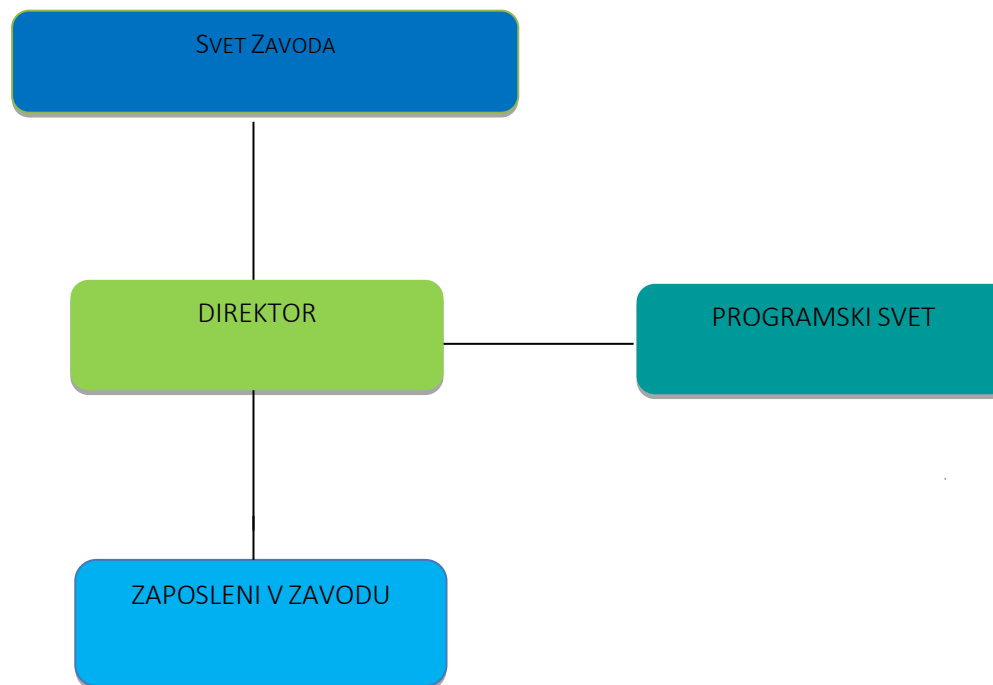 Svet Zavoda
DIREKTOR
PROGRAMSKI SVET
ZAPOSLENI V ZAVODU